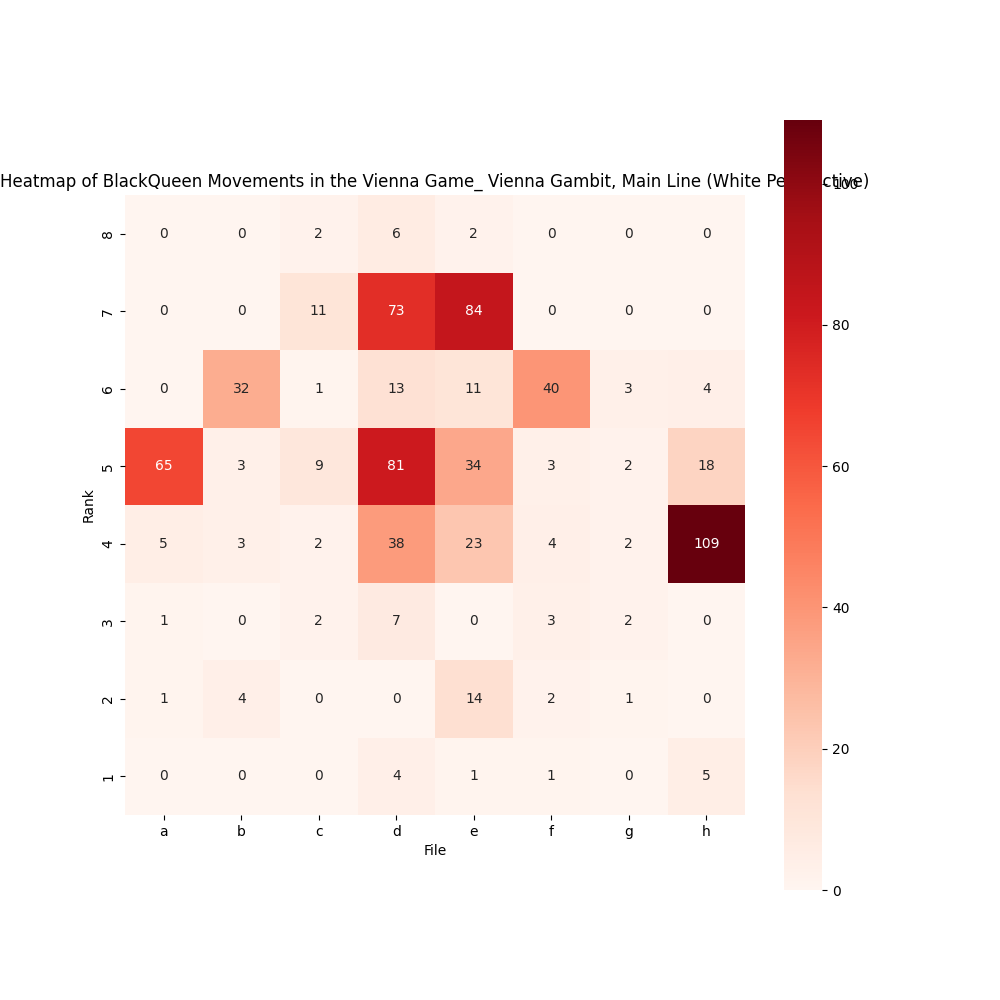 Heatmap of BlackQueen Movements in the Vienna Game_ Vienna Gambit, Main Line (White Perspective)
100
8 0 0 2 6 2 0 0 0
7 0 0 11 73 84 0 0 0
80
6 0 32 1 13 11 40 3 4
5 65 3 9 81 34 3 2 18
60
Rank
4 5 3 2 38 23 4 2 109
40
3 1 0 2 7 0 3 2 0
2 1 4 0 0 14 2 1 0
20
1 0 0 0 4 1 1 0 5
a b c d e f g h
File
0